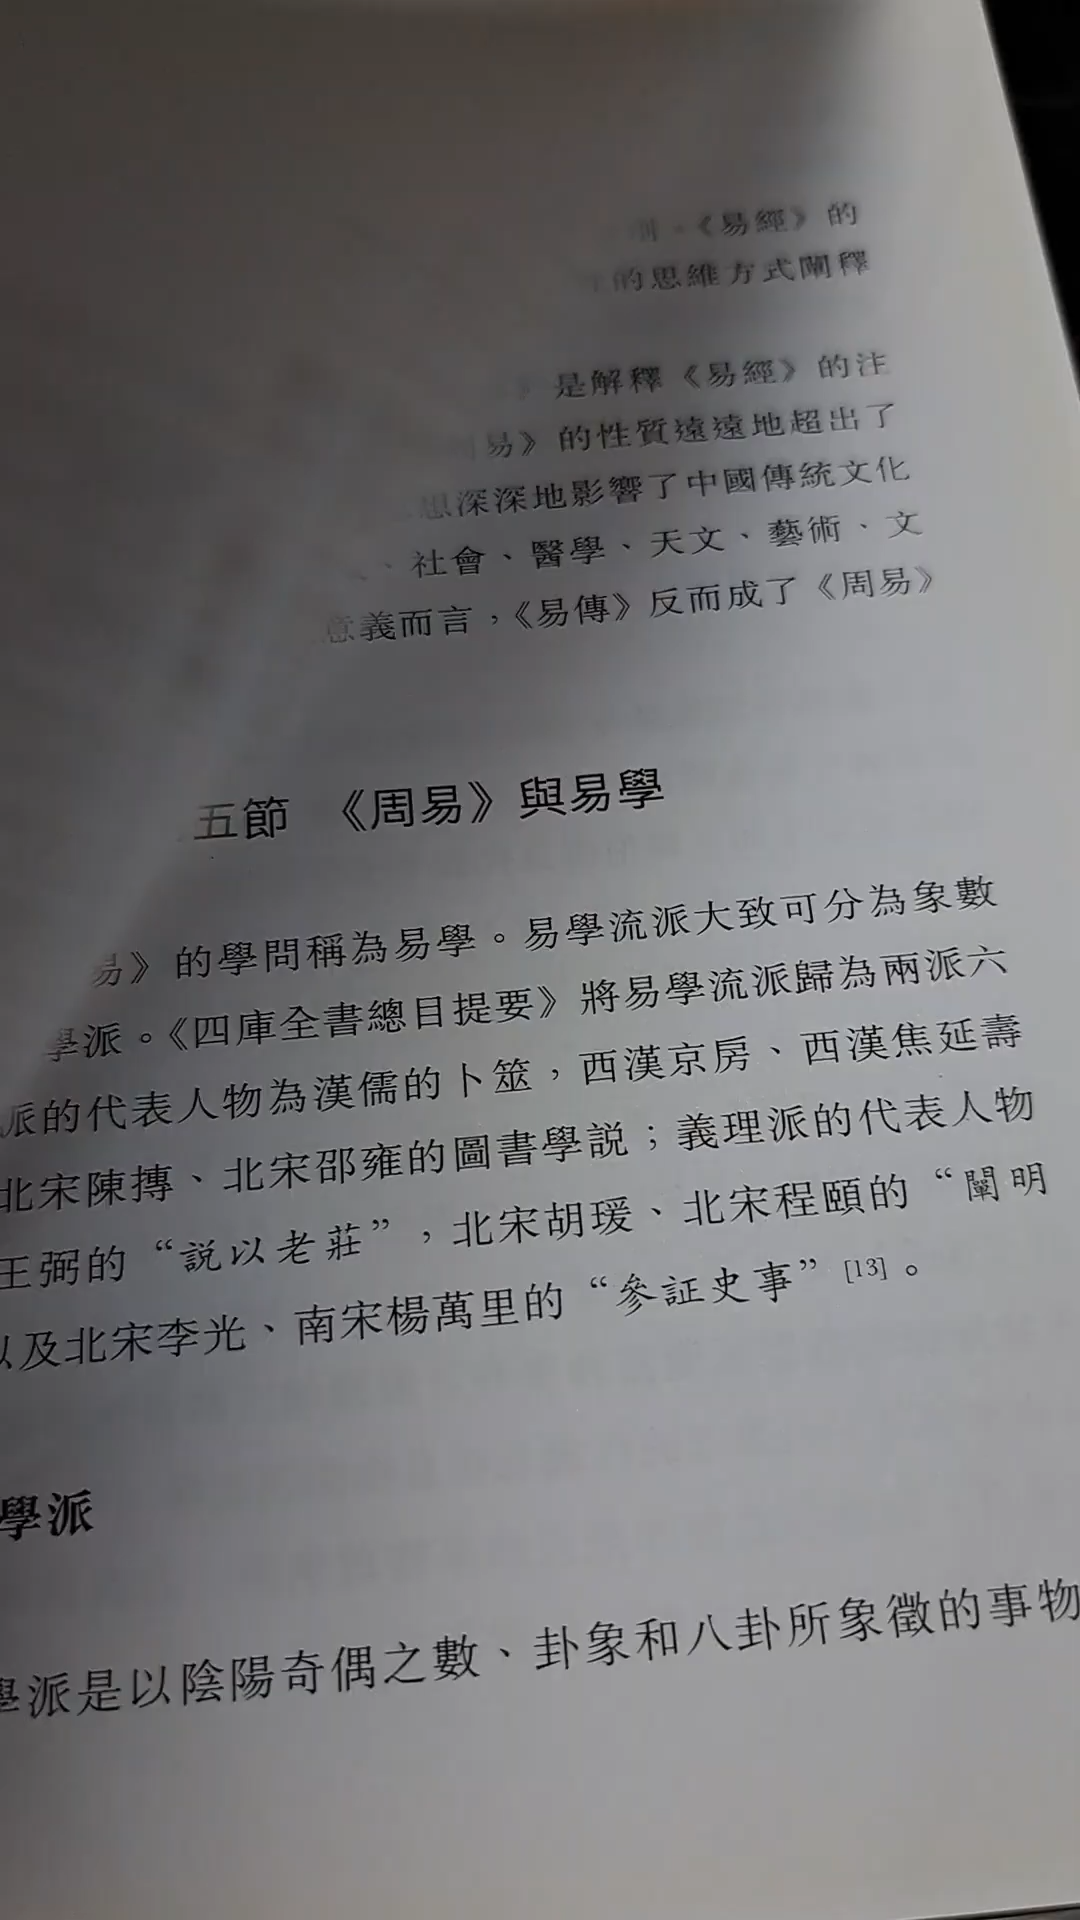 《易經》的
的思維方式闡釋
是解釋《易經》的注
易》的性質遠遠地超出了
思深深地影響了中國傳統文化
、社會、醫學、天文、藝術、文
意義而言，《易傳》反而成了《周易》
五節 《周易》與易學
易》的學問稱為易學。易學流派大致可分為象數
學派。《四庫全書總目提要》將易學流派歸為兩派六
派的代表人物為漢儒的卜筮，西漢京房、西漢焦延壽
北宋陳摶、北宋邵雍的圖書學説；義理派的代表人物
王弼的“説以老莊”，北宋胡瑗、北宋程頤的“闡明
以及北宋李光、南宋楊萬里的“參証史事”[13]。
學派
學派是以陰陽奇偶之數、卦象和八卦所象徵的事物